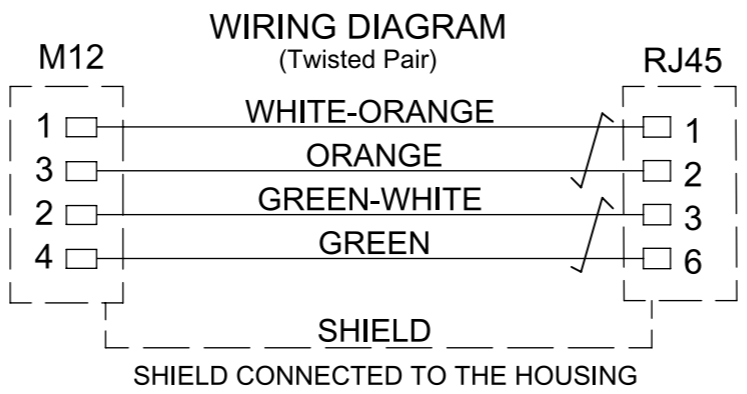 WIRING DIAGRAM
(Twisted Pair)
M12 RJ45
1 WHITE-ORANGE 1
3 ORANGE 2
2 GREEN-WHITE 3
4 GREEN 6
SHIELD
SHIELD CONNECTED TO THE HOUSING